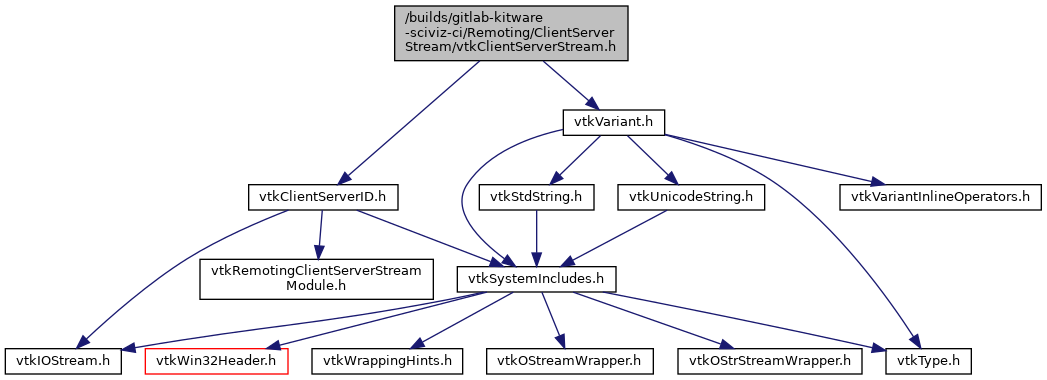 /builds/gitlab-kitware
-sciviz-ci/Remoting/ClientServer
Stream/vtkClientServerStream.h
vtkVariant.h
vtkClientServerID.h
vtkStdString.h
vtkUnicodeString.h
vtkVariantInlineOperators.h
vtkRemotingClientServerStream
Module.h
vtkSystemIncludes.h
vtkIOStream.h
vtkWin32Header.h
vtkWrappingHints.h
vtkOStreamWrapper.h
vtkOStrStreamWrapper.h
vtkType.h